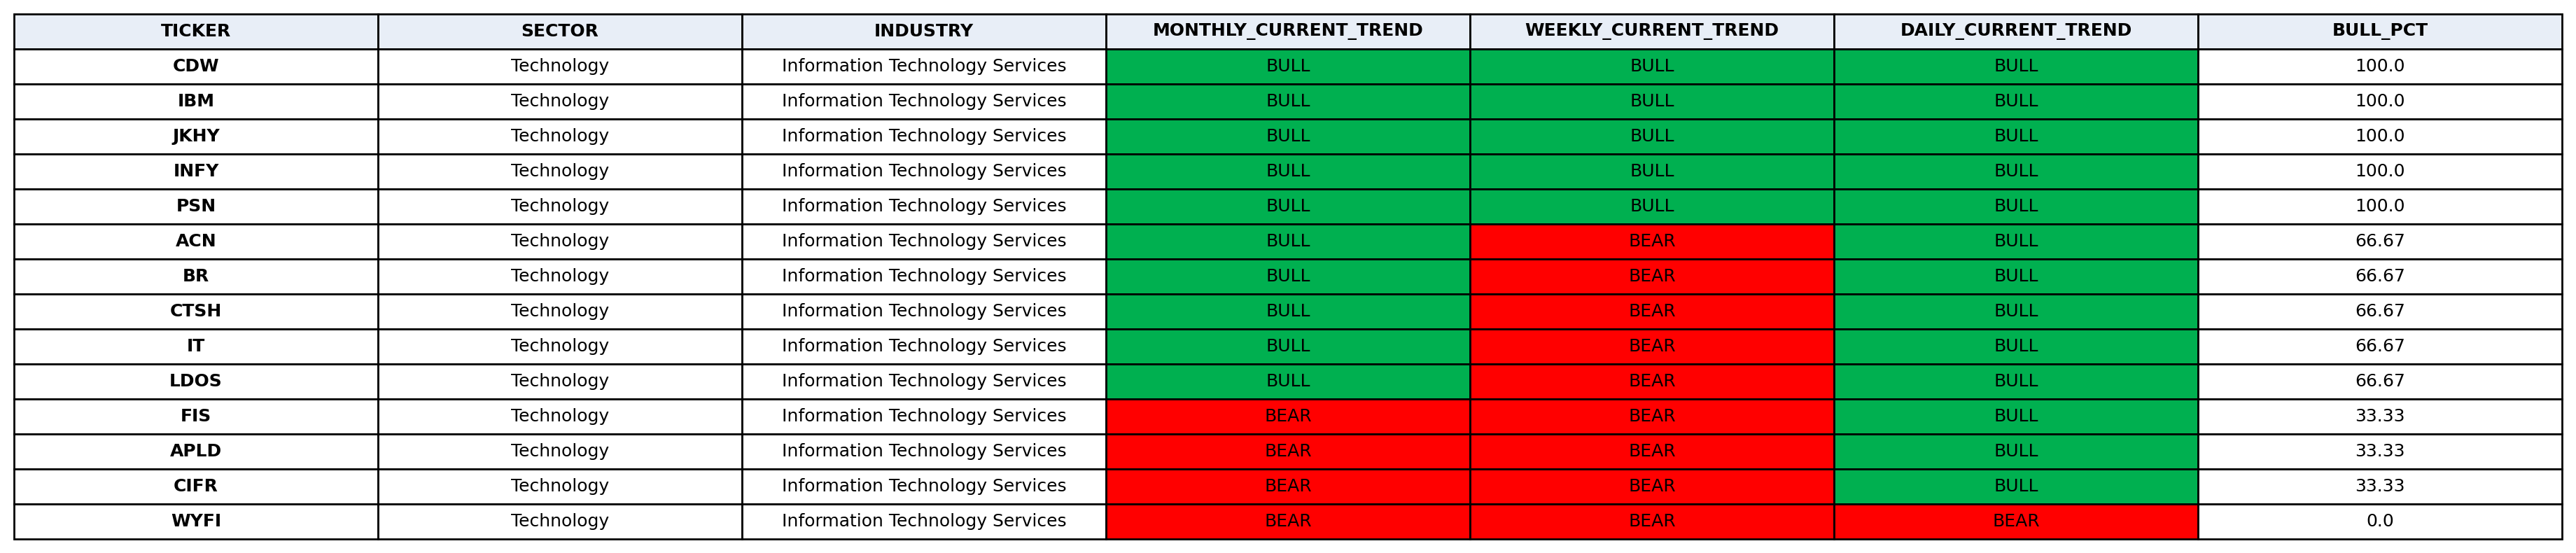 TICKER SECTOR INDUSTRY MONTHLY_CURRENT_TREND WEEKLY_CURRENT_TREND DAILY_CURRENT_TREND BULL_PCT
CDW Technology Information Technology Services BULL BULL BULL 100.0
IBM Technology Information Technology Services BULL BULL BULL 100.0
JKHY Technology Information Technology Services BULL BULL BULL 100.0
INFY Technology Information Technology Services BULL BULL BULL 100.0
PSN Technology Information Technology Services BULL BULL BULL 100.0
ACN Technology Information Technology Services BULL BEAR BULL 66.67
BR Technology Information Technology Services BULL BEAR BULL 66.67
CTSH Technology Information Technology Services BULL BEAR BULL 66.67
IT Technology Information Technology Services BULL BEAR BULL 66.67
LDOS Technology Information Technology Services BULL BEAR BULL 66.67
FIS Technology Information Technology Services BEAR BEAR BULL 33.33
APLD Technology Information Technology Services BEAR BEAR BULL 33.33
CIFR Technology Information Technology Services BEAR BEAR BULL 33.33
WYFI Technology Information Technology Services BEAR BEAR BEAR 0.0